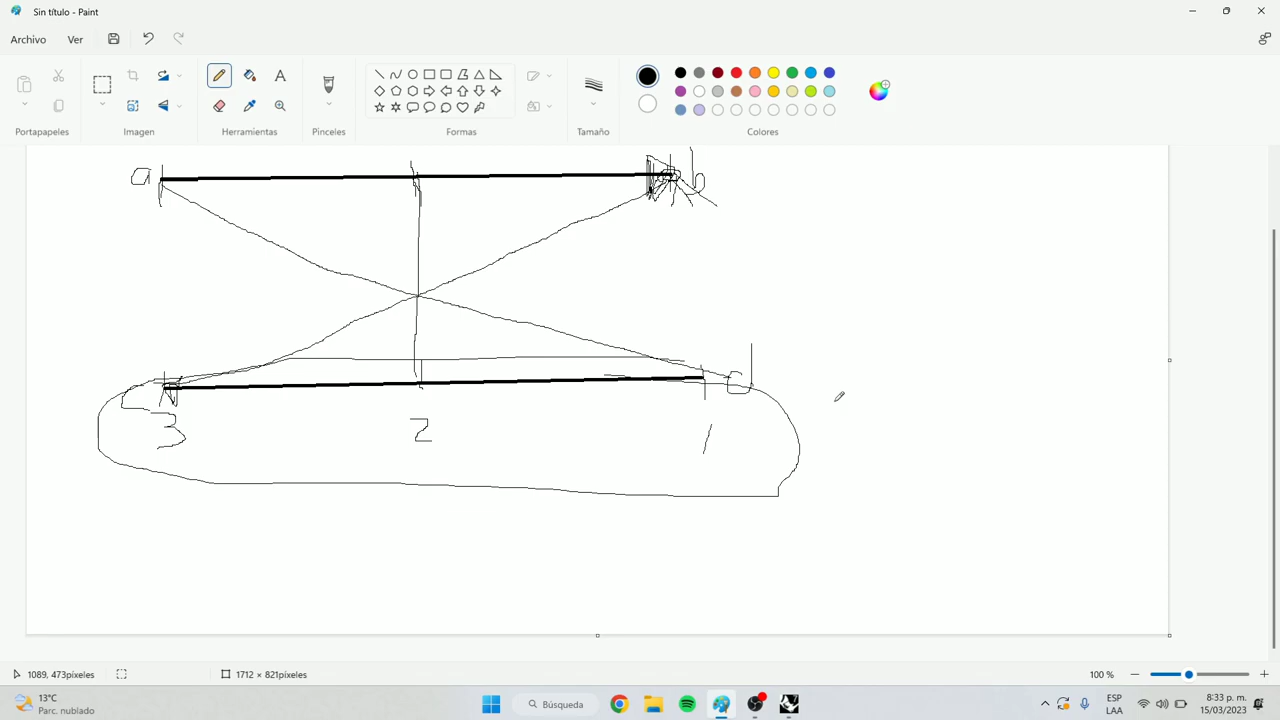 Sin título - Paint
Archivo Ver
Portapapeles Imagen Herramientas Pinceles Formas Tamaño Colores
a b
d
3 2 1
1089, 473píxeles 1712 × 821píxeles 100 %
13°C
Parc. nublado
Búsqueda
ESP
LAA
8:33 p. m.
15/03/2023